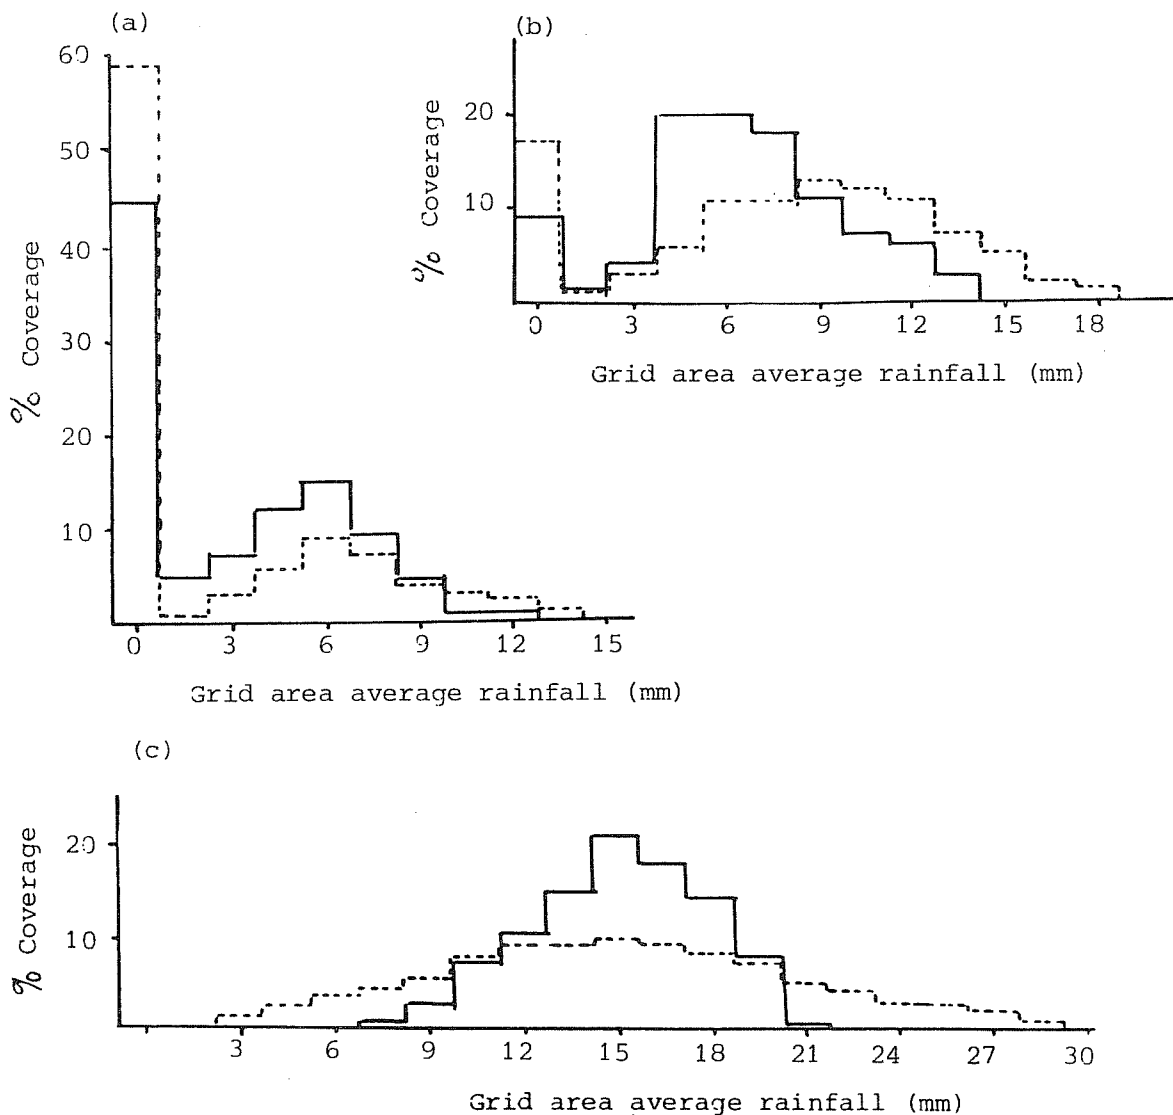 (a)
60
50
40
30
20
10
% Coverage
0 3 6 9 12 15
Grid area average rainfall (mm)
(b)
20
10
% Coverage
0 3 6 9 12 15 18
Grid area average rainfall (mm)
(c)
20
10
% Coverage
3 6 9 12 15 18 21 24 27 30
Grid area average rainfall (mm)